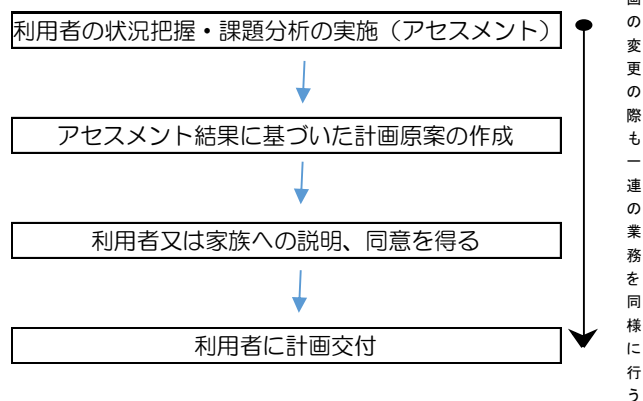 利用者の状況把握・課題分析の実施（アセスメント）
アセスメント結果に基づいた計画原案の作成
利用者又は家族への説明、同意を得る
利用者に計画交付
画の変更の際も一連の業務を同様に行う